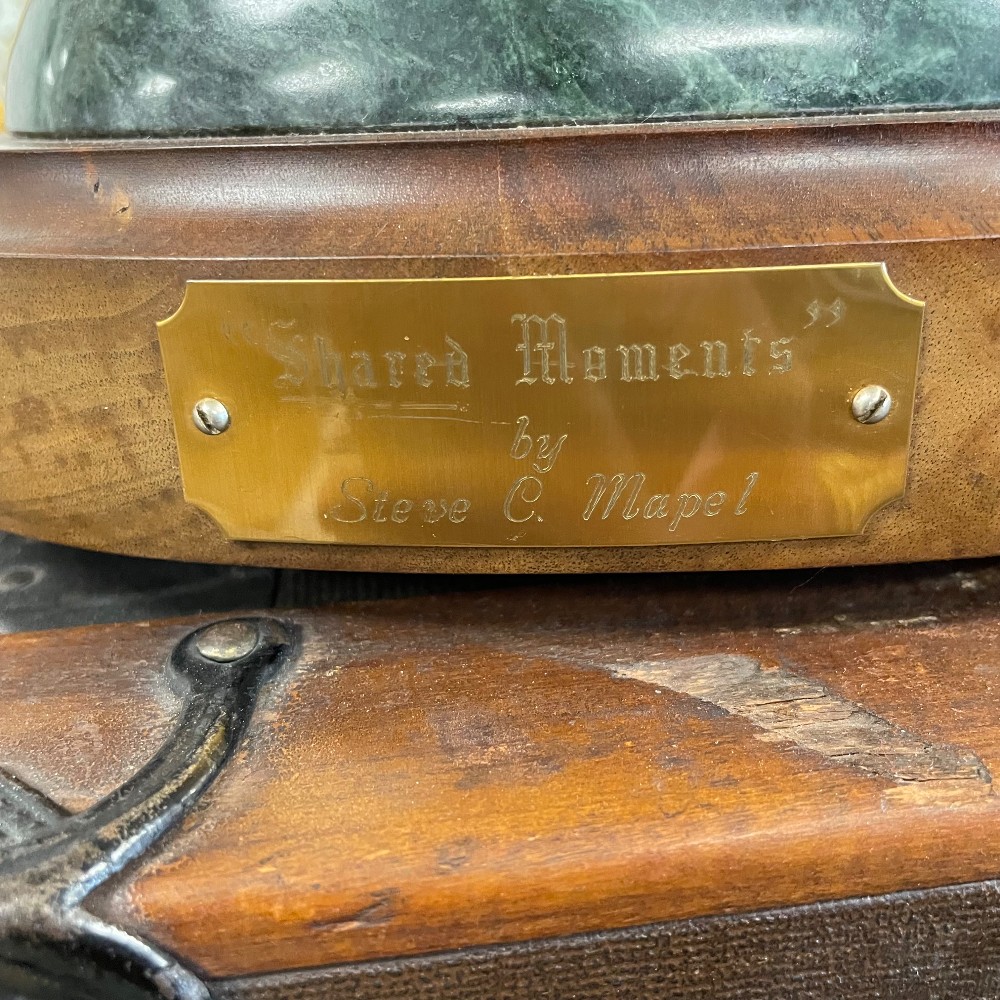 "Shared Moments"
by
Steve C. Mapel